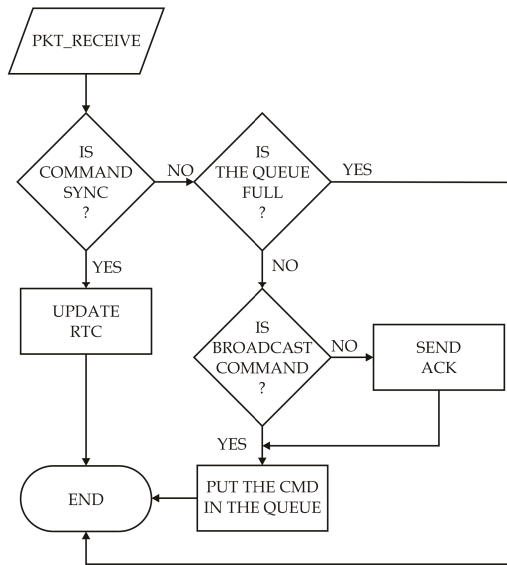 PKT_RECEIVE
IS
COMMAND
SYNC
?
NO
IS
THE QUEUE
FULL
?
YES
YES
NO
UPDATE
RTC
IS
BROADCAST
COMMAND
?
NO
SEND
ACK
YES
END
PUT THE CMD
IN THE QUEUE